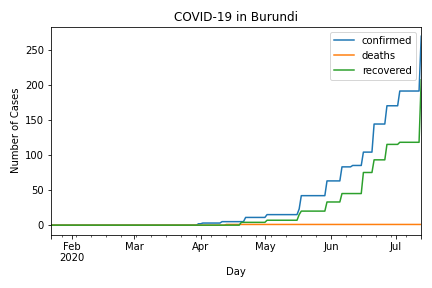 COVID-19 in Burundi
Number of Cases
250
200
150
100
50
0
confirmed
deaths
recovered
Feb
2020
Mar
Apr
May
Jun
Jul
Day